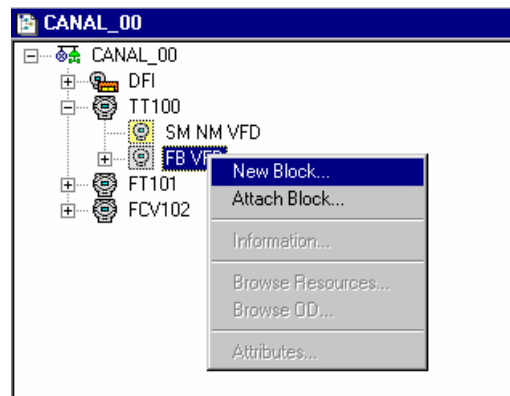 CANAL_00
CANAL_00
DFI
TT100
SM NM VFD
FB VFD
New Block...
Attach Block...
FT101
FCV102
Information...
Browse Resources...
Browse OD...
Attributes...